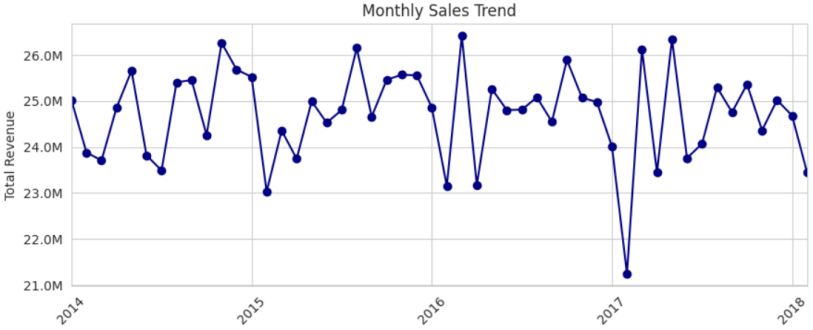 Monthly Sales Trend
Total Revenue
26.0M
25.0M
24.0M
23.0M
22.0M
21.0M
2014
2015
2016
2017
2018